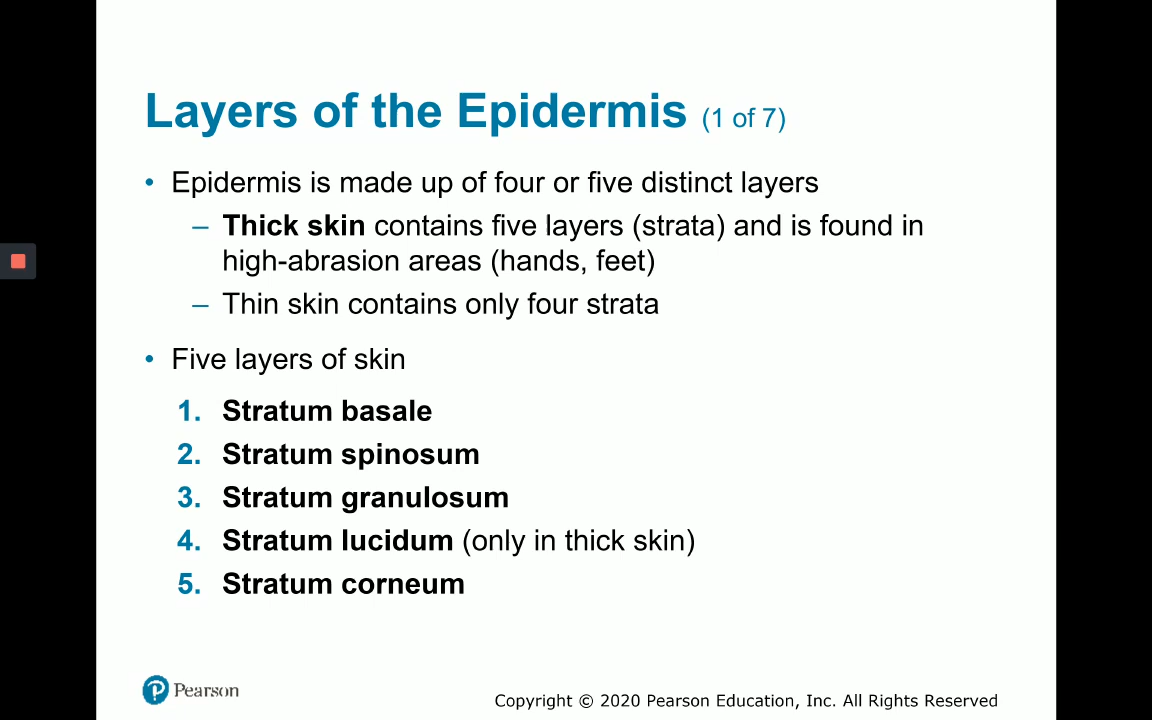 Layers of the Epidermis (1 of 7)
• Epidermis is made up of four or five distinct layers
– Thick skin contains five layers (strata) and is found in
high-abrasion areas (hands, feet)
– Thin skin contains only four strata
• Five layers of skin
1. Stratum basale
2. Stratum spinosum
3. Stratum granulosum
4. Stratum lucidum (only in thick skin)
5. Stratum corneum
P Pearson
Copyright © 2020 Pearson Education, Inc. All Rights Reserved